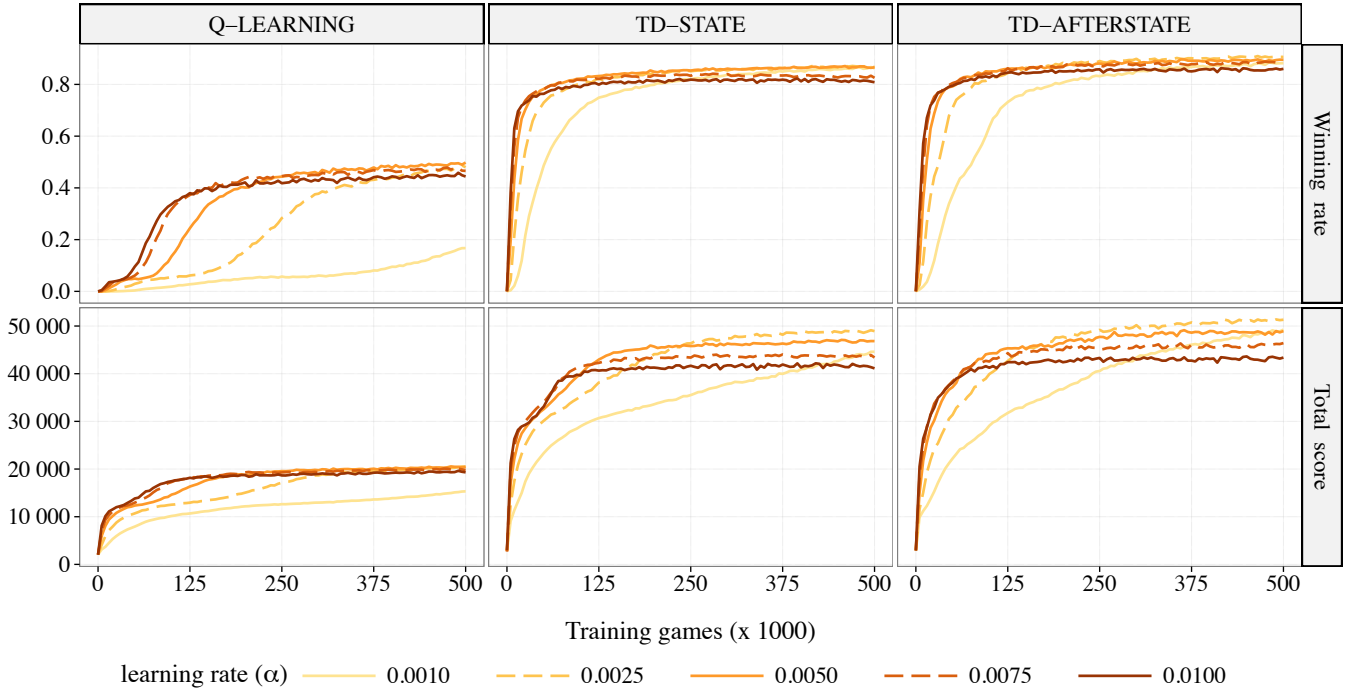 Q–LEARNING TD–STATE TD–AFTERSTATE
0.8
0.6
0.4
0.2
0.0
Winning rate
50 000
40 000
30 000
20 000
10 000
0
Total score
0 125 250 375 500 0 125 250 375 500 0 125 250 375 500
Training games (x 1000)
learning rate (α) 0.0010 0.0025 0.0050 0.0075 0.0100